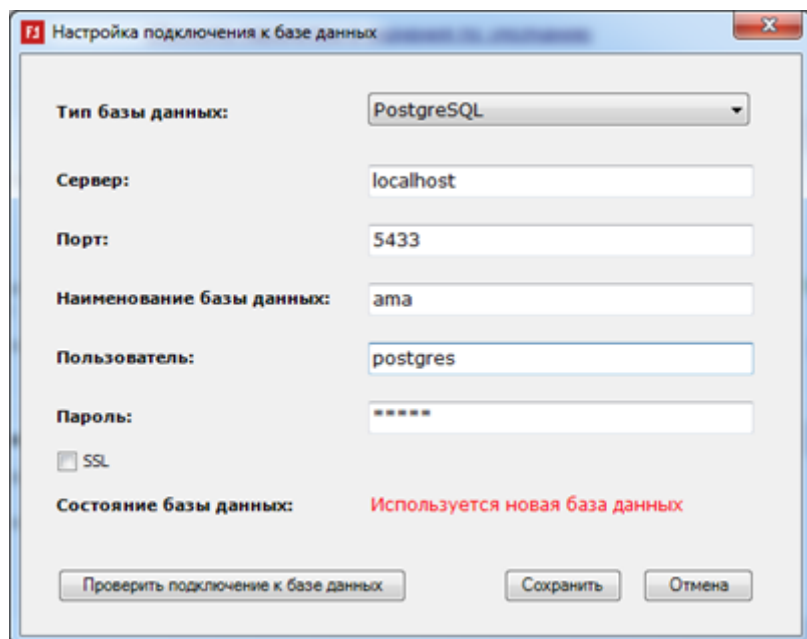 Настройка подключения к базе данных
Тип базы данных: PostgreSQL
Сервер: localhost
Порт: 5433
Наименование базы данных: ama
Пользователь: postgres
Пароль: *****
SSL
Состояние базы данных: Используется новая база данных
Проверить подключение к базе данных Сохранить Отмена